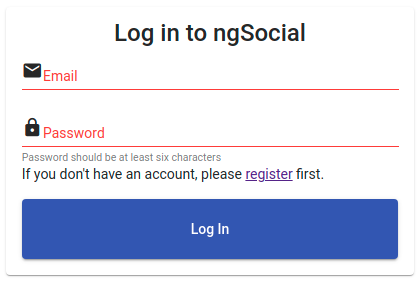 Log in to ngSocial
Email
Password
Password should be at least six characters
If you don't have an account, please register first.
Log In